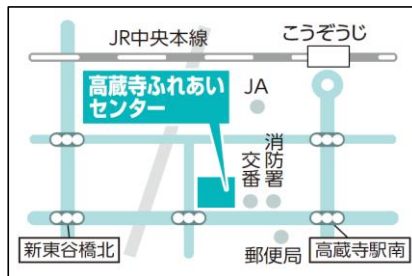 JR中央本線
こうぞうじ
高蔵寺ふれあい
センター
JA
消防署
交番
新東谷橋北
郵便局
高蔵寺駅南